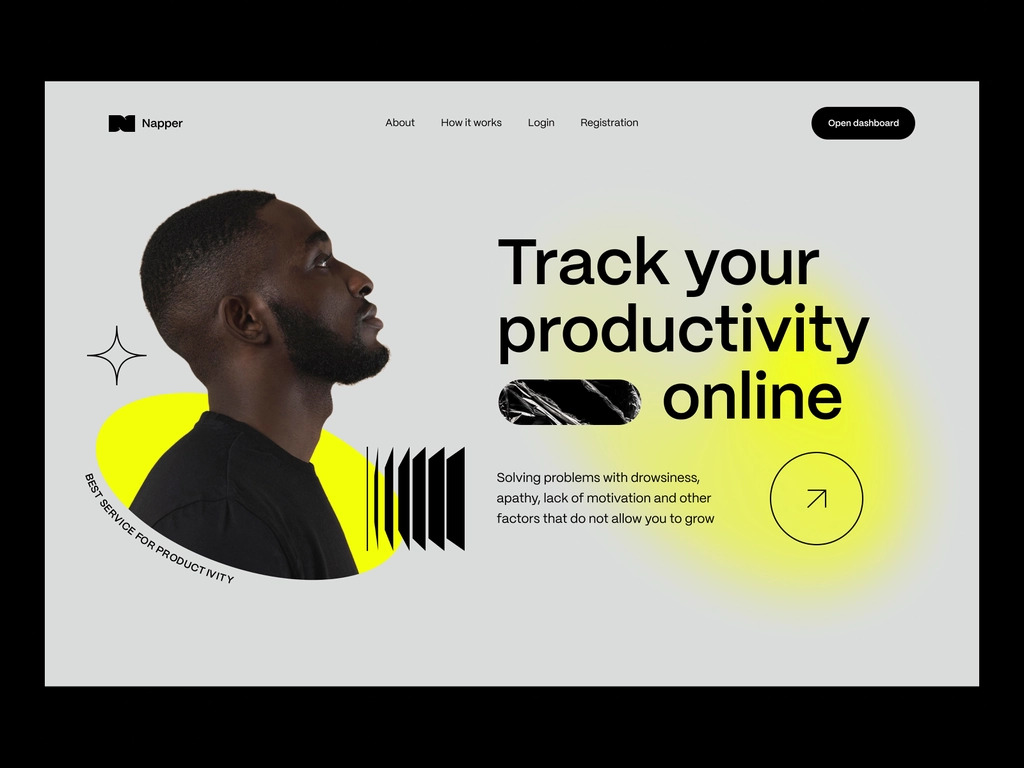 Napper
About
How it works
Login
Registration
Open dashboard
Track your
productivity
online
Solving problems with drowsiness,
apathy, lack of motivation and other
factors that do not allow you to grow
BEST SERVICE FOR PRODUCTIVITY